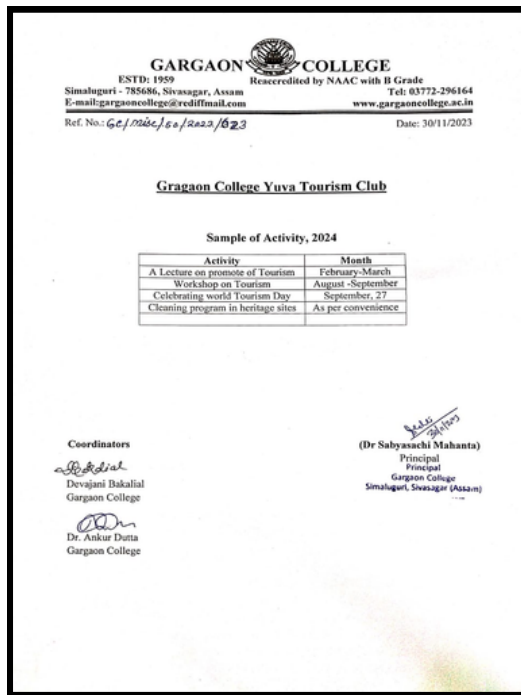 GARGAON COLLEGE
ESTD: 1959 Reaccredited by NAAC with B Grade
Simaluguri - 785686, Sivasagar, Assam Tel: 03772-296164
E-mail:gargaoncollege@rediffmail.com www.gargaoncollege.ac.in
Ref. No.: GC/Misc/60/2022/623 Date: 30/11/2023
Gragaon College Yuva Tourism Club
Sample of Activity, 2024
Activity Month
A Lecture on promote of Tourism February-March
Workshop on Tourism August -September
Celebrating world Tourism Day September, 27
Cleaning program in heritage sites As per convenience
Coordinators
Devajani Bakalial
Gargaon College
Dr. Ankur Dutta
Gargaon College
(Dr Sabyasachi Mahanta)
Principal
Principal
Gargaon College
Simaluguri, Sivasagar (Assam)